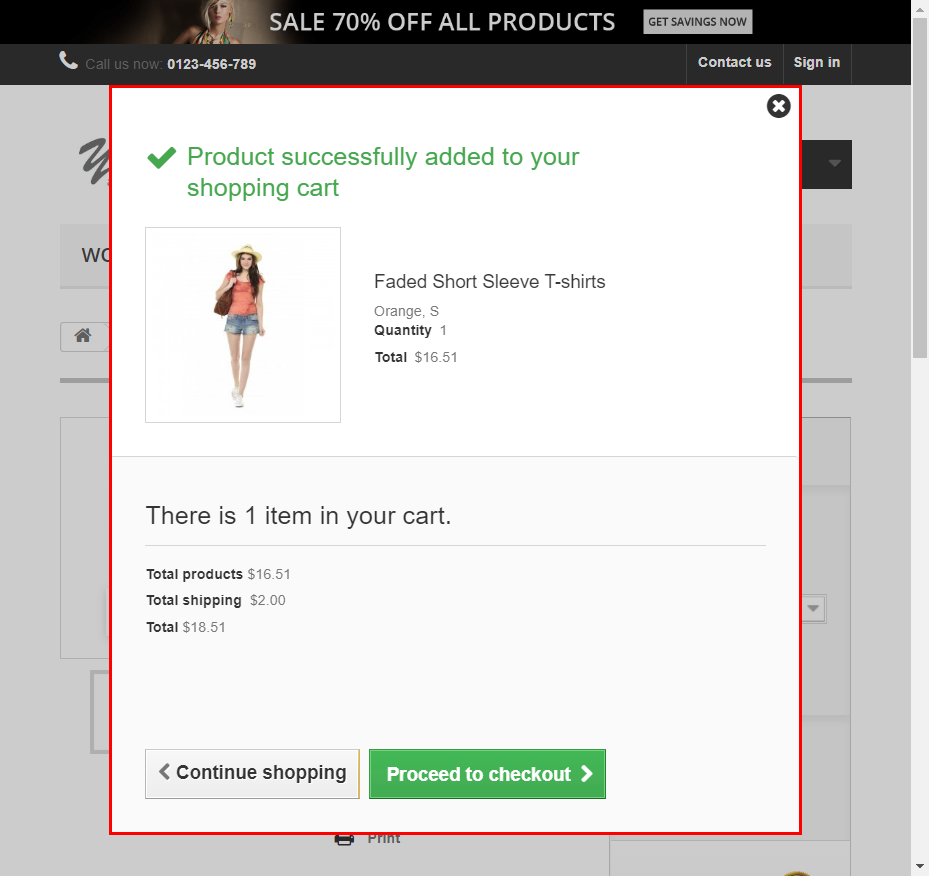 SALE 70% OFF ALL PRODUCTS
GET SAVINGS NOW
Call us now: 0123-456-789
Contact us
Sign in
Product successfully added to your
shopping cart
Faded Short Sleeve T-shirts
Orange, S
Quantity 1
Total $16.51
There is 1 item in your cart.
Total products $16.51
Total shipping $2.00
Total $18.51
Continue shopping
Proceed to checkout
Print